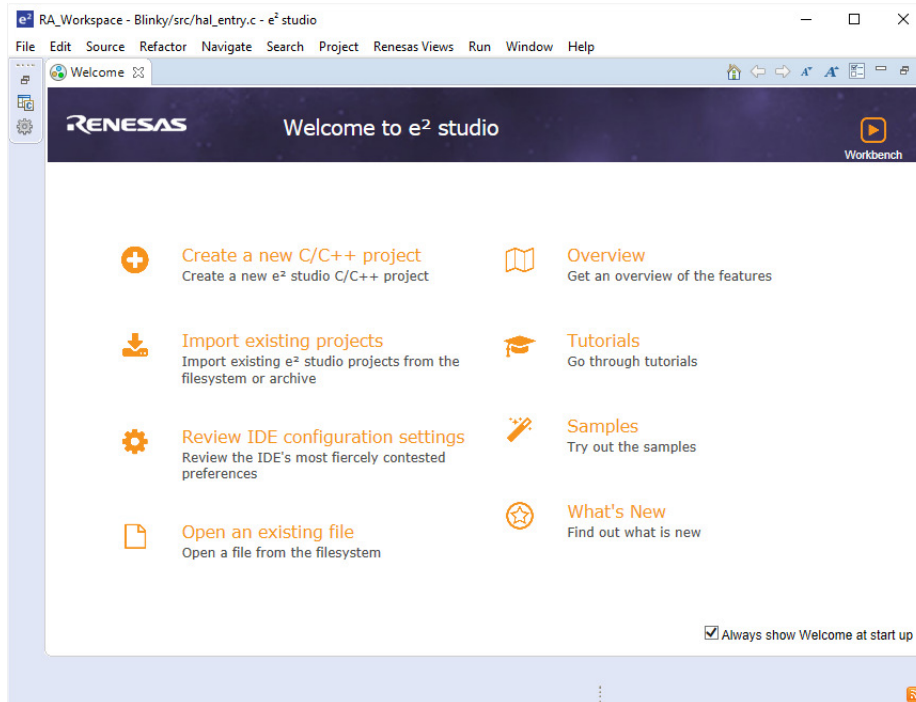 e² RA_Workspace - Blinky/src/hal_entry.c - e² studio
File Edit Source Refactor Navigate Search Project Renesas Views Run Window Help
Welcome
RENESAS
Welcome to e² studio
Workbench
Create a new C/C++ project
Create a new e² studio C/C++ project
Import existing projects
Import existing e² studio projects from the
filesystem or archive
Review IDE configuration settings
Review the IDE's most fiercely contested
preferences
Open an existing file
Open a file from the filesystem
Overview
Get an overview of the features
Tutorials
Go through tutorials
Samples
Try out the samples
What's New
Find out what is new
Always show Welcome at start up